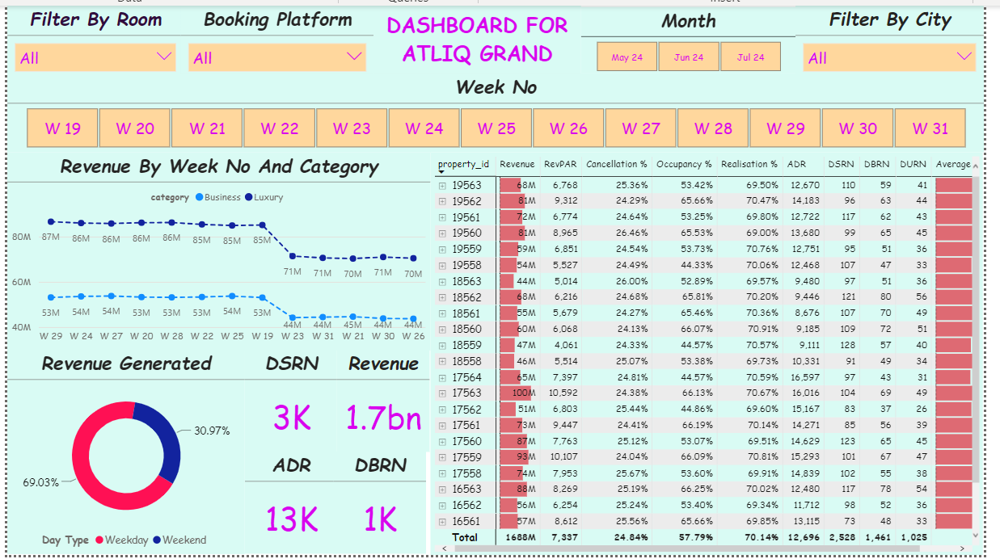 Data Queries Insert
Filter By Room
Booking Platform
DASHBOARD FOR
ATLIQ GRAND
Month
Filter By City
All
All
May 24 Jun 24 Jul 24
All
Week No
W 19 W 20 W 21 W 22 W 23 W 24 W 25 W 26 W 27 W 28 W 29 W 30 W 31
Revenue By Week No And Category
category Business Luxury
80M
60M
40M
87M 86M 86M 86M 86M 85M 85M 85M 71M 71M 70M 71M 70M
53M 54M 54M 53M 53M 53M 54M 53M 44M 44M 45M 44M 44M
W 29 W 24 W 27 W 20 W 28 W 22 W 25 W 19 W 23 W 31 W 21 W 30 W 26
Revenue Generated
30.97%
69.03%
Day Type Weekday Weekend
DSRN
3K
Revenue
1.7bn
ADR
13K
DBRN
1K
property_id Revenue RevPAR Cancellation % Occupancy % Realisation % ADR DSRN DBRN DURN Average
19563 68M 6,768 25.36% 53.42% 69.50% 12,670 110 59 41
19562 81M 9,312 24.29% 65.66% 70.47% 14,183 96 63 44
19561 72M 6,774 24.64% 53.25% 69.80% 12,722 117 62 43
19560 81M 8,965 26.46% 65.53% 69.00% 13,680 99 65 45
19559 59M 6,851 24.54% 53.73% 70.76% 12,751 95 51 36
19558 54M 5,527 24.49% 44.33% 70.06% 12,468 107 47 33
18563 44M 5,014 26.00% 52.89% 69.57% 9,480 97 51 36
18562 68M 6,216 24.68% 65.81% 70.20% 9,446 121 80 56
18561 55M 5,679 24.27% 65.46% 70.36% 8,676 107 70 49
18560 60M 6,068 24.13% 66.07% 70.91% 9,185 109 72 51
18559 47M 4,061 24.33% 44.57% 70.57% 9,111 128 57 40
18558 46M 5,514 25.07% 53.38% 69.73% 10,331 91 49 34
17564 65M 7,397 24.81% 44.57% 70.59% 16,597 97 43 31
17563 100M 10,592 24.38% 66.13% 70.67% 16,016 104 69 49
17562 51M 6,803 25.44% 44.86% 69.60% 15,167 83 37 26
17561 73M 9,447 24.41% 66.19% 70.14% 14,271 85 56 39
17560 87M 7,763 25.12% 53.07% 69.51% 14,629 123 65 45
17559 93M 10,107 24.04% 66.09% 70.81% 15,293 101 67 47
17558 74M 7,953 25.67% 53.60% 69.91% 14,839 102 55 38
16563 88M 8,269 25.19% 66.25% 70.02% 12,480 117 78 54
16562 56M 6,254 25.24% 53.40% 69.34% 11,712 98 52 36
16561 57M 8,612 25.56% 65.66% 69.85% 13,115 73 48 33
Total 1688M 7,337 24.84% 57.79% 70.14% 12,696 2,528 1,461 1,025